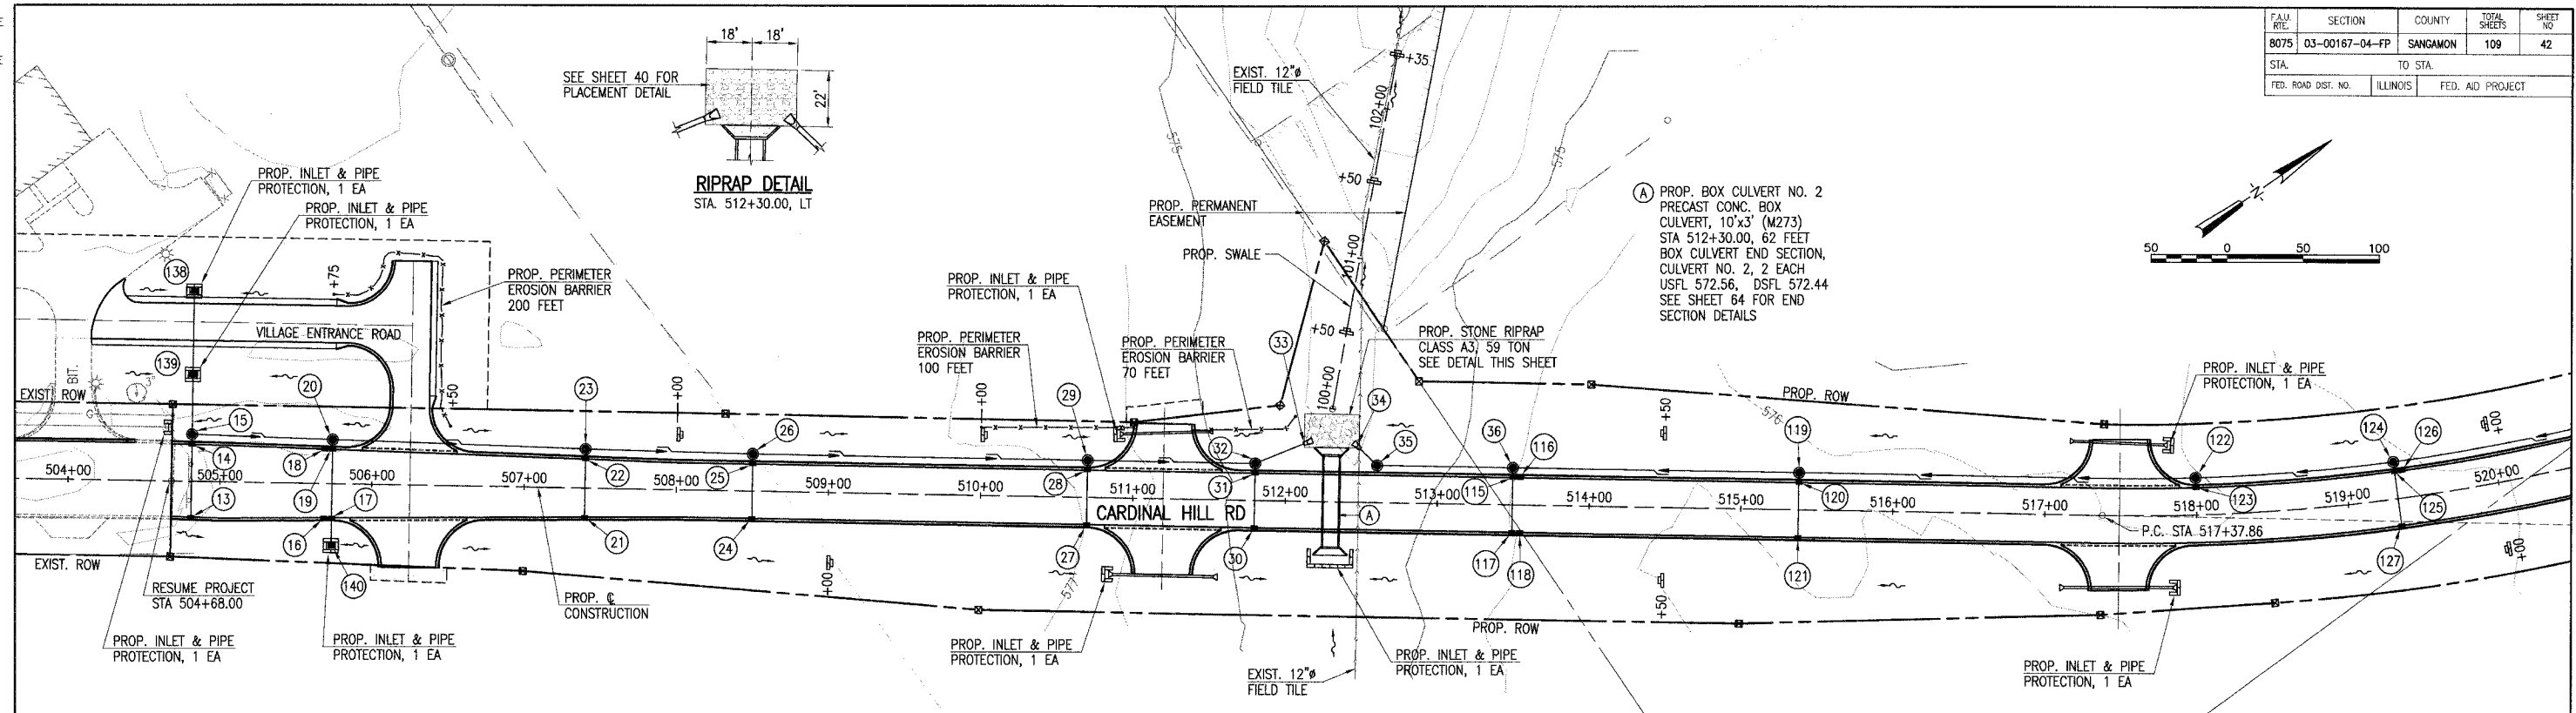 F.A.U. RTE. SECTION COUNTY TOTAL SHEETS SHEET NO
8075 03-00167-04-FP SANGAMON 109 42
STA. TO STA.
FED. ROAD DIST. NO. ILLINOIS FED. AID PROJECT
18' 18'
22'
SEE SHEET 40 FOR
PLACEMENT DETAIL
RIPRAP DETAIL
STA. 512+30.00, LT
EXIST. 12"ø
FIELD TILE
+35
102+00
+50
101+00
+50
100+00
575
575
PROP. PERMANENT
EASEMENT
PROP. SWALE
A
PROP. BOX CULVERT NO. 2
PRECAST CONC. BOX
CULVERT, 10'x3' (M273)
STA 512+30.00, 62 FEET
BOX CULVERT END SECTION,
CULVERT NO. 2, 2 EACH
USFL 572.56, DSFL 572.44
SEE SHEET 64 FOR END
SECTION DETAILS
N
50 0 50 100
PROP. INLET & PIPE
PROTECTION, 1 EA
PROP. INLET & PIPE
PROTECTION, 1 EA
138
+75
139
PROP. PERIMETER
EROSION BARRIER
200 FEET
VILLAGE ENTRANCE ROAD
BIT.
3"
G
EXIST. ROW
+50
+00
PROP. INLET & PIPE
PROTECTION, 1 EA
PROP. PERIMETER
EROSION BARRIER
100 FEET
+00
PROP. PERIMETER
EROSION BARRIER
70 FEET
PROP. STONE RIPRAP
CLASS A3, 59 TON
SEE DETAIL THIS SHEET
PROP. ROW
+50
576
PROP. INLET & PIPE
PROTECTION, 1 EA
+00
15 20 23 26 29 32 33 34 35 36 116 119 122 124 126
14 18 19 17 22 25 28 31 115 120 123 125
13
504+00 505+00 506+00 507+00 508+00 509+00 510+00 511+00 512+00 513+00 514+00 515+00 516+00 517+00 518+00 519+00 520+00
CARDINAL HILL RD
A
P.C. STA 517+37.86
16 140 21 24 27 30 117 118 121 127
EXIST. ROW
RESUME PROJECT
STA 504+68.00
PROP. INLET & PIPE
PROTECTION, 1 EA
PROP. INLET & PIPE
PROTECTION, 1 EA
PROP. ℄
CONSTRUCTION
+00
577
PROP. INLET & PIPE
PROTECTION, 1 EA
EXIST. 12"ø
FIELD TILE
PROP. INLET & PIPE
PROTECTION, 1 EA
PROP. ROW
+50
+00
PROP. INLET & PIPE
PROTECTION, 1 EA